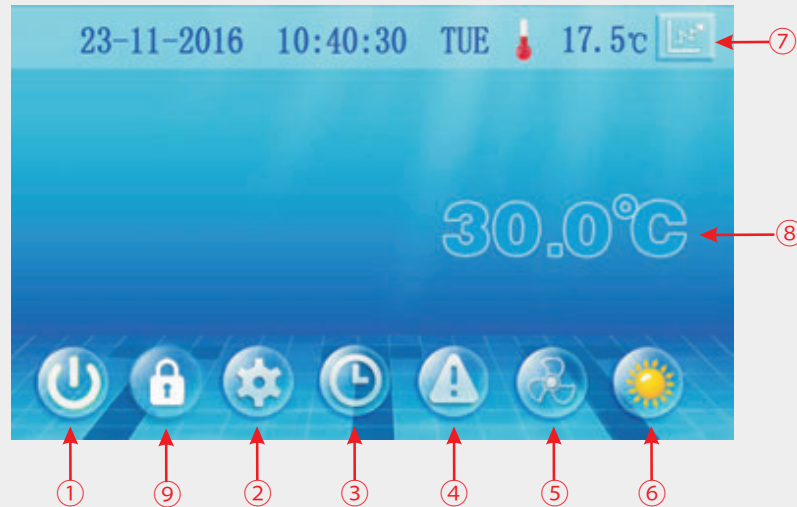 23-11-2016 10:40:30 TUE 17.5℃ ⑦
30.0℃ ⑧
① ⑨ ② ③ ④ ⑤ ⑥